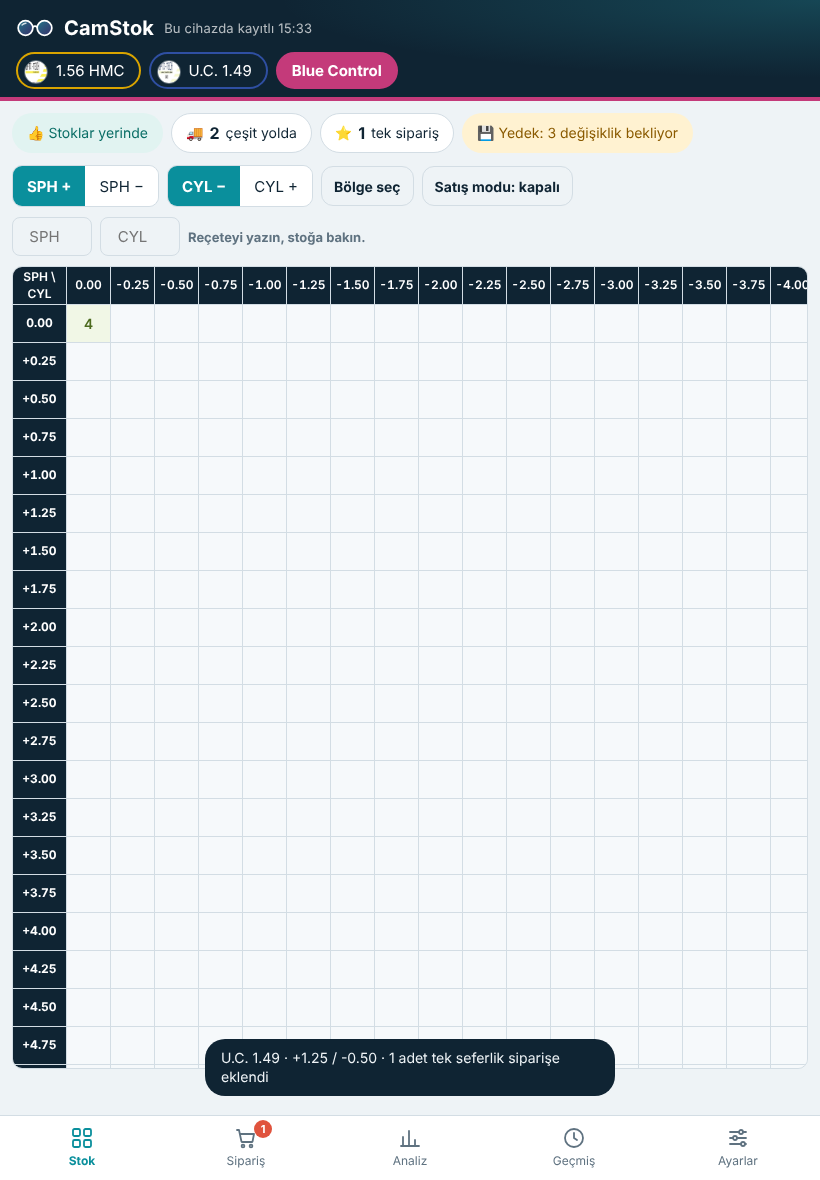 CamStok Bu cihazda kayıtlı 15:33
1.56 HMC U.C. 1.49 Blue Control
👍 Stoklar yerinde 🚚 2 çeşit yolda ⭐ 1 tek sipariş 💾 Yedek: 3 değişiklik bekliyor
SPH + SPH − CYL − CYL + Bölge seç Satış modu: kapalı
SPH CYL Reçeteyi yazın, stoğa bakın.
SPH \ CYL 0.00 -0.25 -0.50 -0.75 -1.00 -1.25 -1.50 -1.75 -2.00 -2.25 -2.50 -2.75 -3.00 -3.25 -3.50 -3.75 -4.00
0.00 4
+0.25
+0.50
+0.75
+1.00
+1.25
+1.50
+1.75
+2.00
+2.25
+2.50
+2.75
+3.00
+3.25
+3.50
+3.75
+4.00
+4.25
+4.50
+4.75
U.C. 1.49 · +1.25 / -0.50 · 1 adet tek seferlik siparişe
eklendi
1
Stok Sipariş Analiz Geçmiş Ayarlar